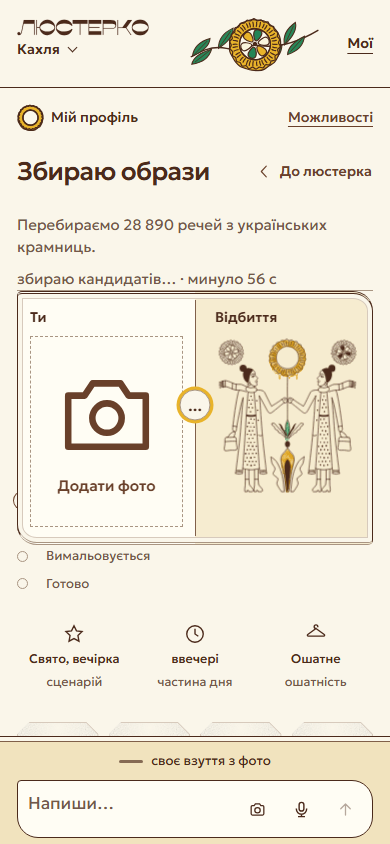 ЛЮСТЕРКО
Кахля
Мої
Мій профіль
Можливості
Збираю образи
До люстерка
Перебираємо 28 890 речей з українських
крамниць.
збираю кандидатів… · минуло 56 с
Ти
Відбиття
...
Додати фото
Вимальовується
Готово
Свято, вечірка
ввечері
Ошатне
сценарій
частина дня
ошатність
своє взуття з фото
Напиши…